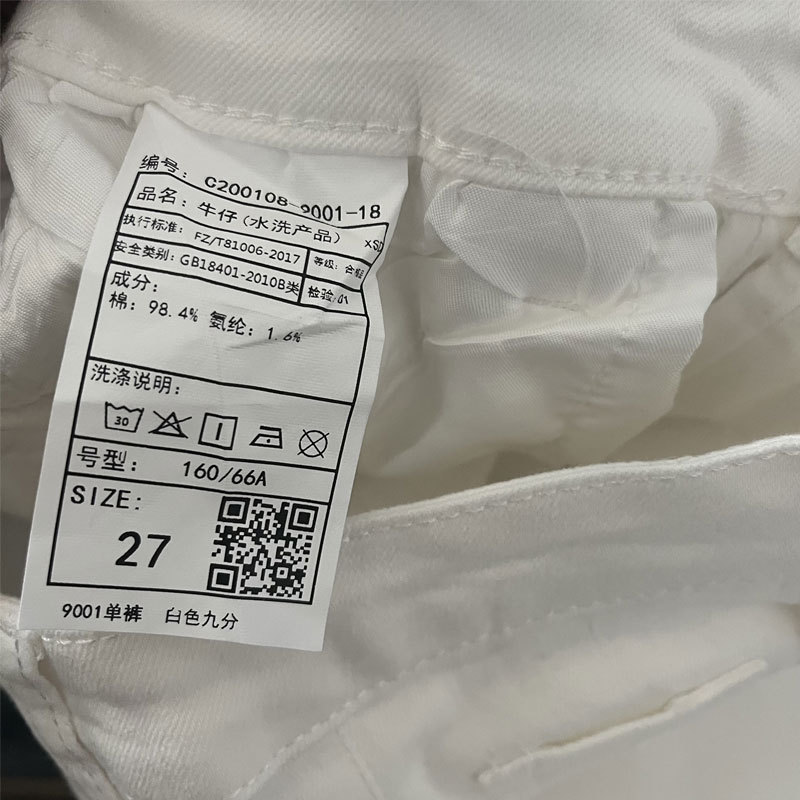 编号: C200108-9001-18
品名: 牛仔(水洗产品) XSD
执行标准: FZ/T81006-2017 等级: 合格品
安全类别: GB18401-2010B类 检验 01
成分:
棉: 98.4% 氨纶: 1.6%
洗涤说明:
30
号型: 160/66A
SIZE:
27
9001单裤 白色九分